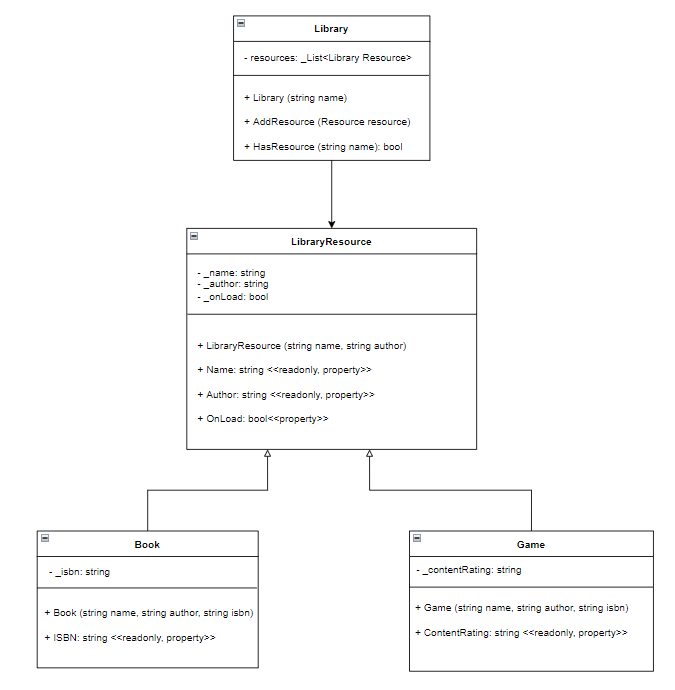 Library
- resources: _List<Library Resource>
+ Library (string name)
+ AddResource (Resource resource)
+ HasResource (string name): bool
LibraryResource
- _name: string
- _author: string
- _onLoad: bool
+ LibraryResource (string name, string author)
+ Name: string <<readonly, property>>
+ Author: string <<readonly, property>>
+ OnLoad: bool<<property>>
Book
- _isbn: string
+ Book (string name, string author, string isbn)
+ ISBN: string <<readonly, property>>
Game
- _contentRating: string
+ Game (string name, string author, string isbn)
+ ContentRating: string <<readonly, property>>